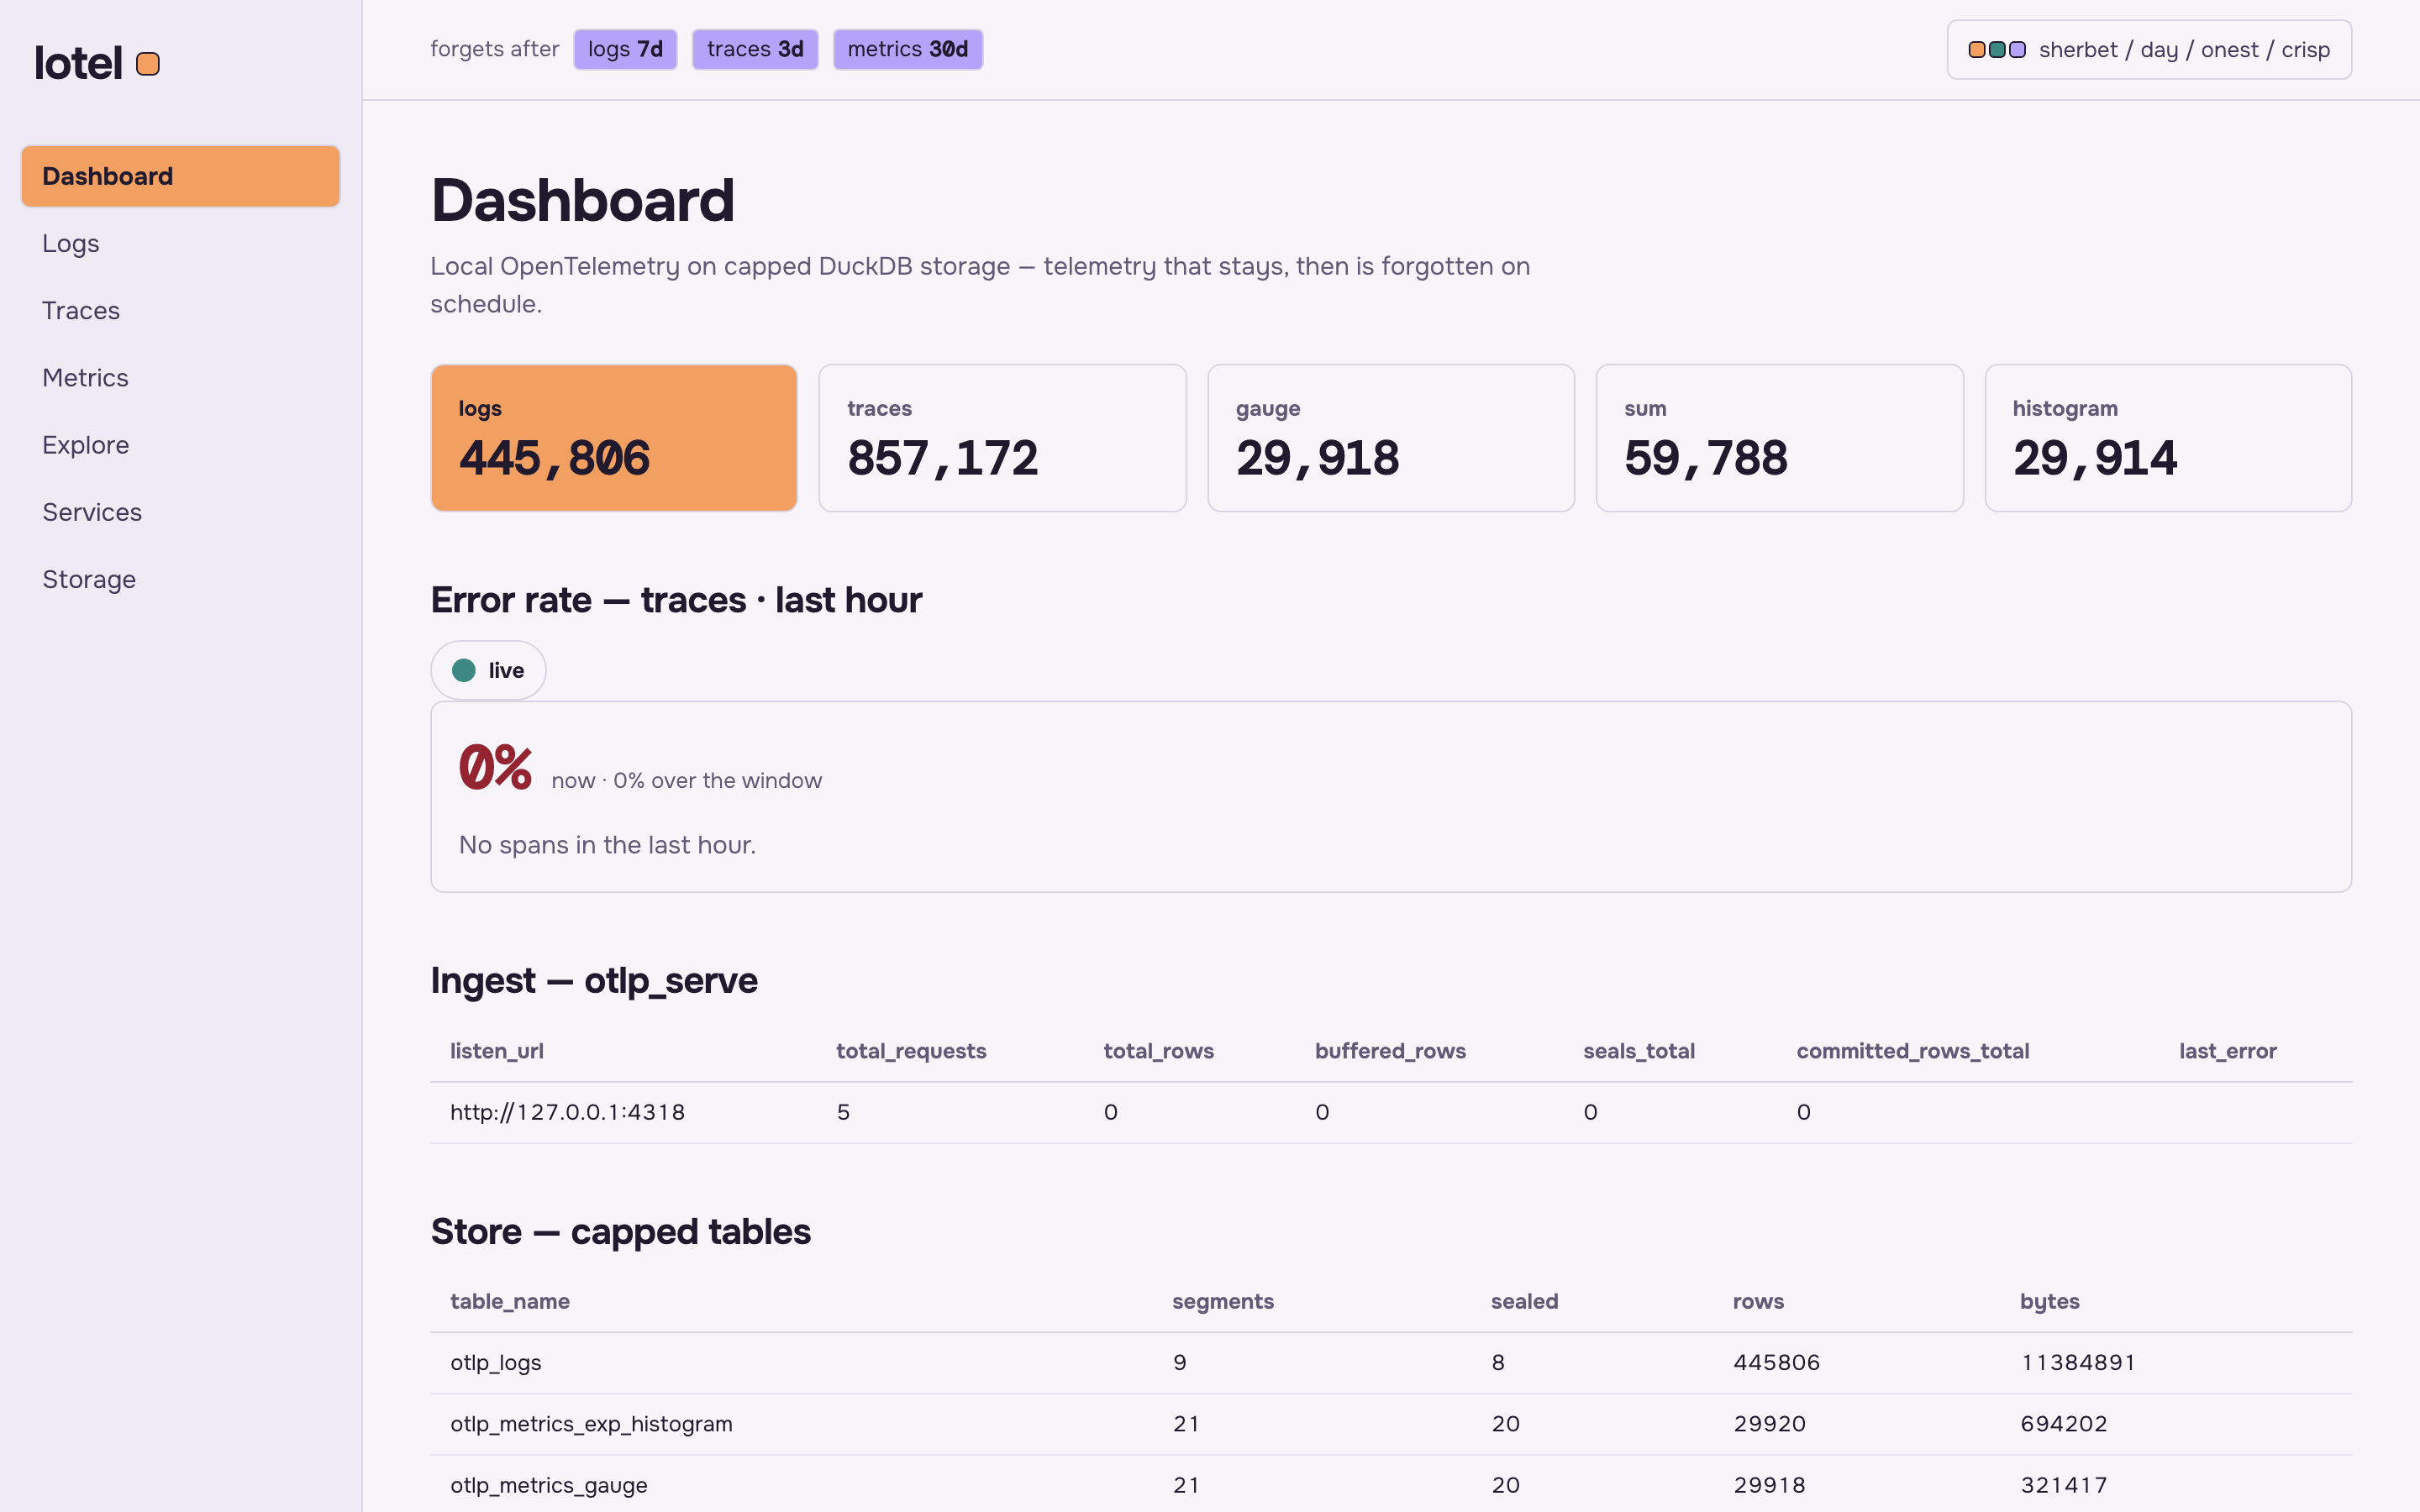 lotel
forgets after logs 7d traces 3d metrics 30d
sherbet / day / onest / crisp
Dashboard
Logs
Traces
Metrics
Explore
Services
Storage
Dashboard
Local OpenTelemetry on capped DuckDB storage — telemetry that stays, then is forgotten on
schedule.
logs
445,806
traces
857,172
gauge
29,918
sum
59,788
histogram
29,914
Error rate — traces · last hour
live
0% now · 0% over the window
No spans in the last hour.
Ingest — otlp_serve
listen_url total_requests total_rows buffered_rows seals_total committed_rows_total last_error
http://127.0.0.1:4318 5 0 0 0 0
Store — capped tables
table_name segments sealed rows bytes
otlp_logs 9 8 445806 11384891
otlp_metrics_exp_histogram 21 20 29920 694202
otlp_metrics_gauge 21 20 29918 321417